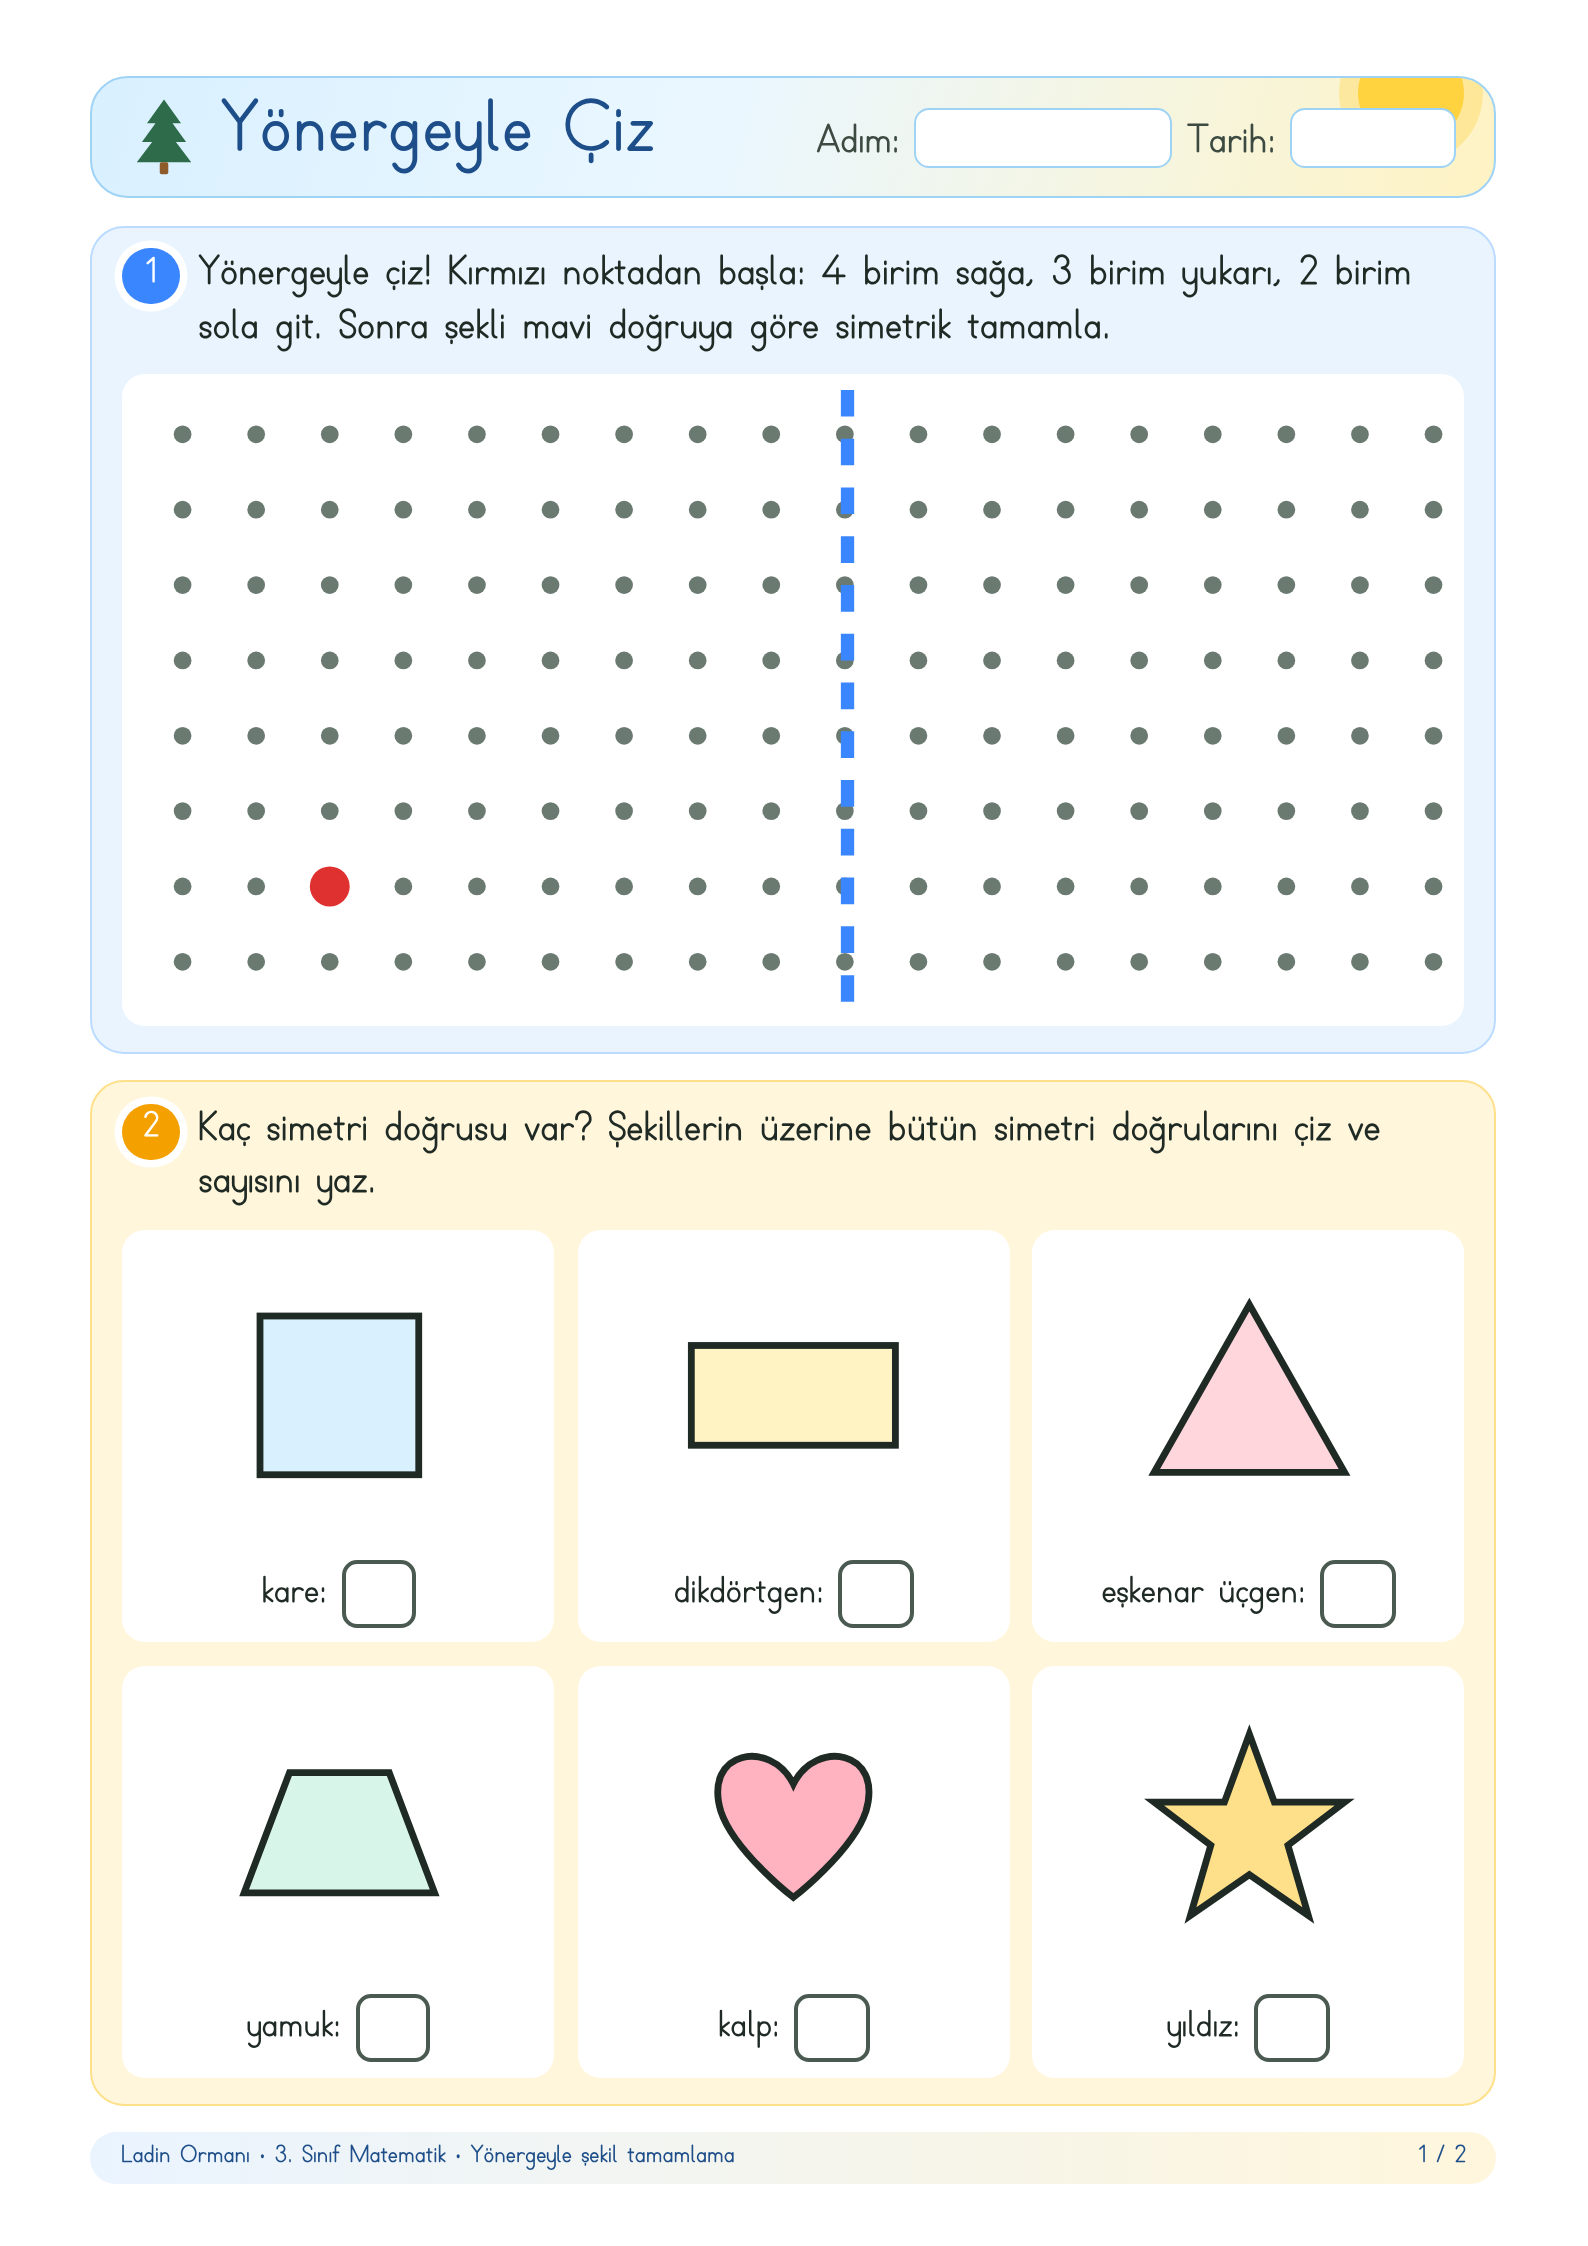 Yönergeyle Çiz
Adım:
Tarih:
1
Yönergeyle çiz! Kırmızı noktadan başla: 4 birim sağa, 3 birim yukarı, 2 birim
sola git. Sonra şekli mavi doğruya göre simetrik tamamla.
2
Kaç simetri doğrusu var? Şekillerin üzerine bütün simetri doğrularını çiz ve
sayısını yaz.
kare:
dikdörtgen:
eşkenar üçgen:
yamuk:
kalp:
yıldız:
Ladin Ormanı • 3. Sınıf Matematik • Yönergeyle şekil tamamlama
1 / 2